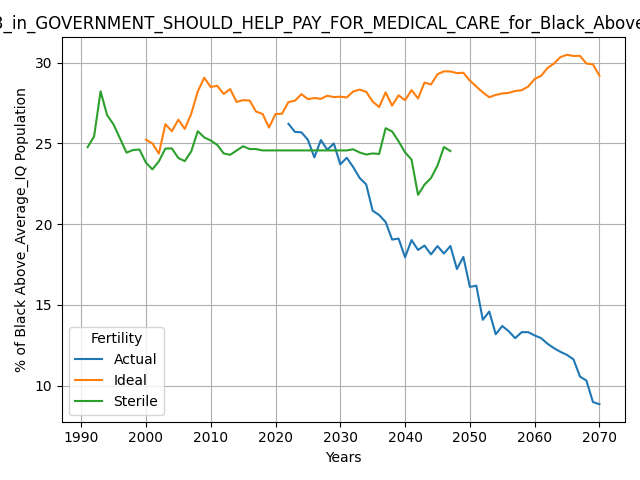 3_in_GOVERNMENT_SHOULD_HELP_PAY_FOR_MEDICAL_CARE_for_Black_Above
% of Black Above_Average_IQ Population
30
25
20
15
10
Fertility
Actual
Ideal
Sterile
1990 2000 2010 2020 2030 2040 2050 2060 2070
Years